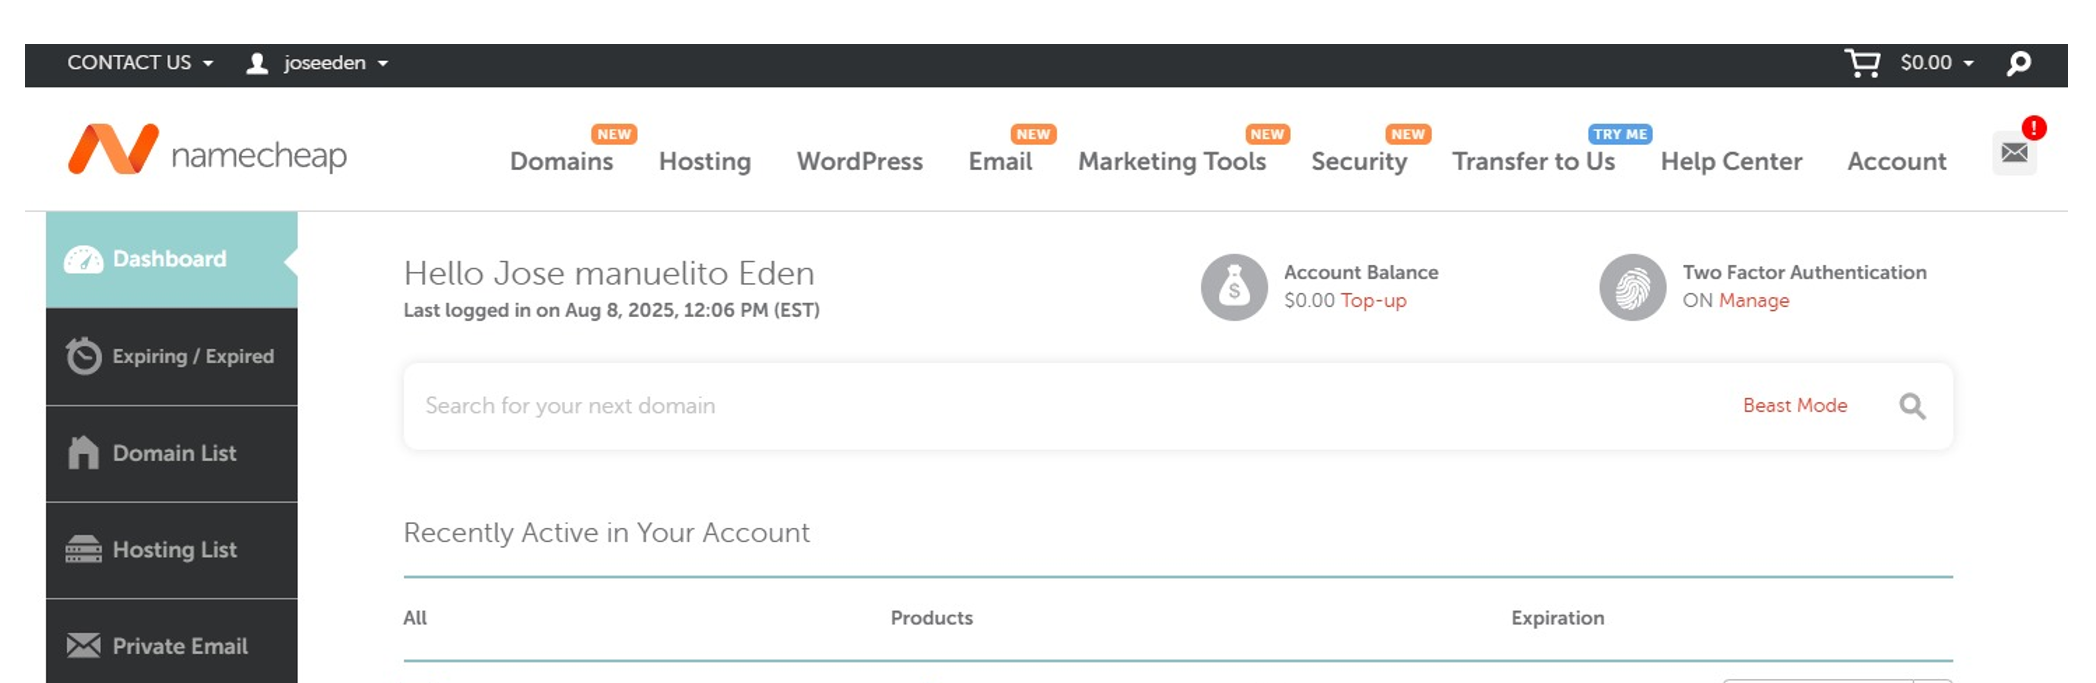 CONTACT US joseeden $0.00
namecheap
NEW NEW NEW NEW TRY ME
Domains Hosting WordPress Email Marketing Tools Security Transfer to Us Help Center Account !
Dashboard
Expiring / Expired
Domain List
Hosting List
Private Email
Hello Jose manuelito Eden
Last logged in on Aug 8, 2025, 12:06 PM (EST)
$
Account Balance
$0.00 Top-up
Two Factor Authentication
ON Manage
Search for your next domain Beast Mode
Recently Active in Your Account
All Products Expiration